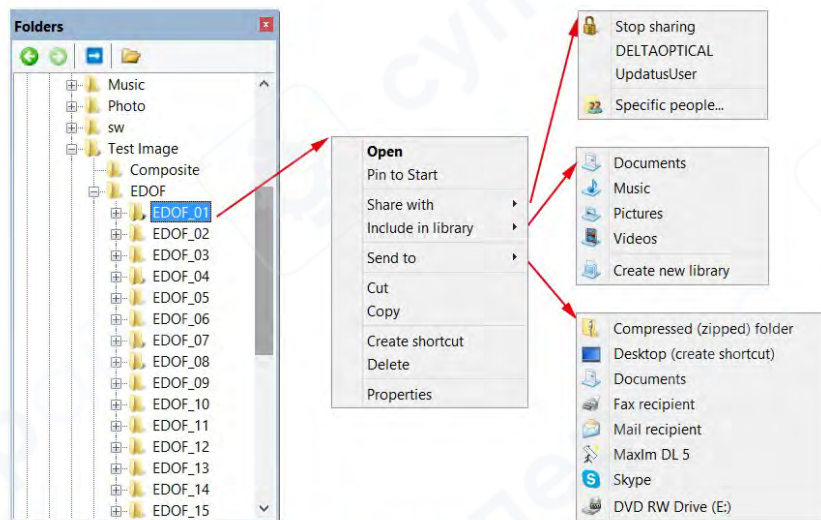 Folders
Music
Photo
sw
Test Image
Composite
EDOF
EDOF_01
EDOF_02
EDOF_03
EDOF_04
EDOF_05
EDOF_06
EDOF_07
EDOF_08
EDOF_09
EDOF_10
EDOF_11
EDOF_12
EDOF_13
EDOF_14
EDOF_15
Open
Pin to Start
Share with
Include in library
Send to
Cut
Copy
Create shortcut
Delete
Properties
Stop sharing
DELTAOPTICAL
UpdatusUser
Specific people...
Documents
Music
Pictures
Videos
Create new library
Compressed (zipped) folder
Desktop (create shortcut)
Documents
Fax recipient
Mail recipient
MaxIm DL 5
Skype
DVD RW Drive (E:)